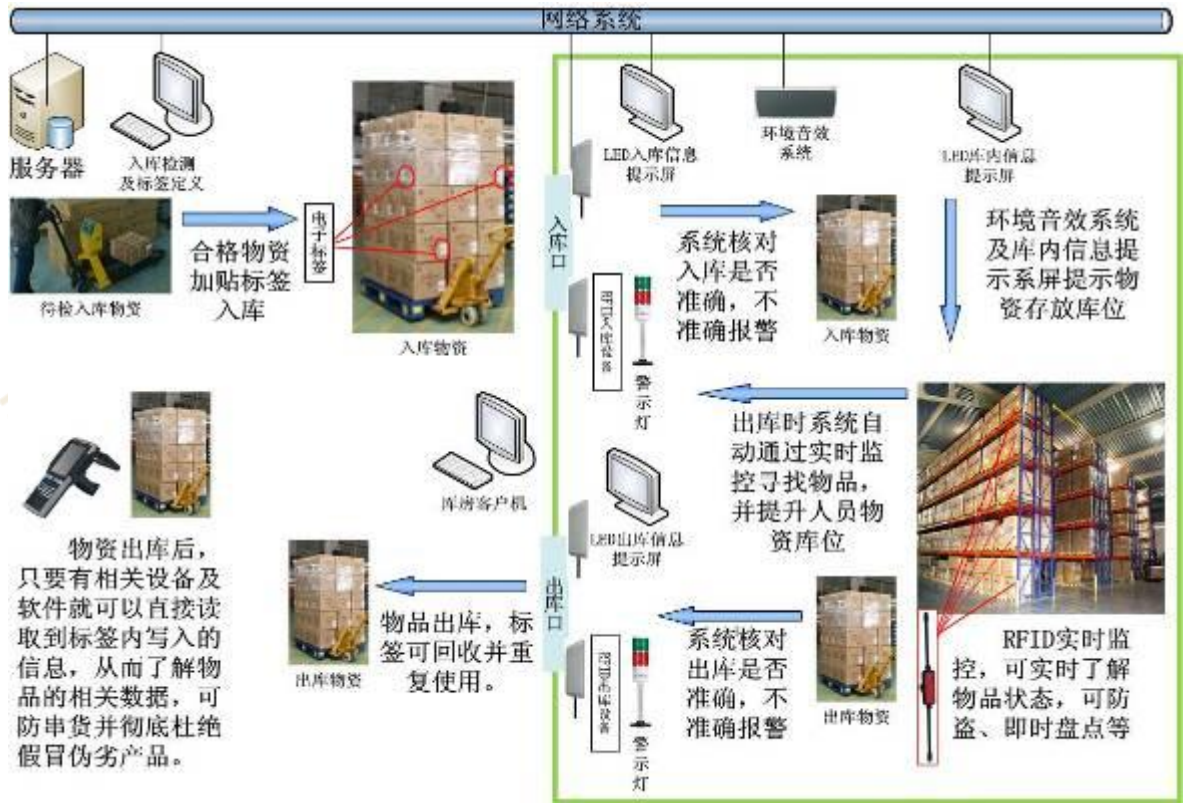 网络系统
服务器
入库检测
及标签定义
LED入库信息
提示屏
环境音效
系统
LED库内信息
提示屏
待检入库物资
合格物资
加贴标签
入库
电子标签
入库物资
入库口
RFID入库设备
警示灯
系统核对
入库是否
准确，不
准确报警
入库物资
环境音效系统
及库内信息提
示系屏提示物
资存放库位
出库时系统自
动通过实时监
控寻找物品，
并提升人员物
资库位
库房客户机
LED出库信息
提示屏
物资出库后，
只要有相关设备及
软件就可以直接读
取到标签内写入的
信息，从而了解物
品的相关数据，可
防串货并彻底杜绝
假冒伪劣产品。
出库物资
物品出库，标
签可回收并重
复使用。
出库口
RFID出库设备
警示灯
系统核对
出库是否
准确，不
准确报警
出库物资
RFID实时监
控，可实时了解
物品状态，可防
盗、即时盘点等